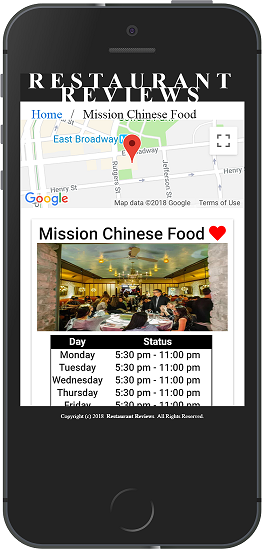 RESTAURANT
REVIEWS
Home / Mission Chinese Food
East Broadway
E Broadway
Rutgers St
Jefferson St
Henry St
Henry St
Google
Map data ©2018 Google Terms of Use
Mission Chinese Food
Day Status
Monday 5:30 pm - 11:00 pm
Tuesday 5:30 pm - 11:00 pm
Wednesday 5:30 pm - 11:00 pm
Thursday 5:30 pm - 11:00 pm
Friday 5:30 pm - 11:00 pm
Copyright (c) 2018 Restaurant Reviews All Rights Reserved.